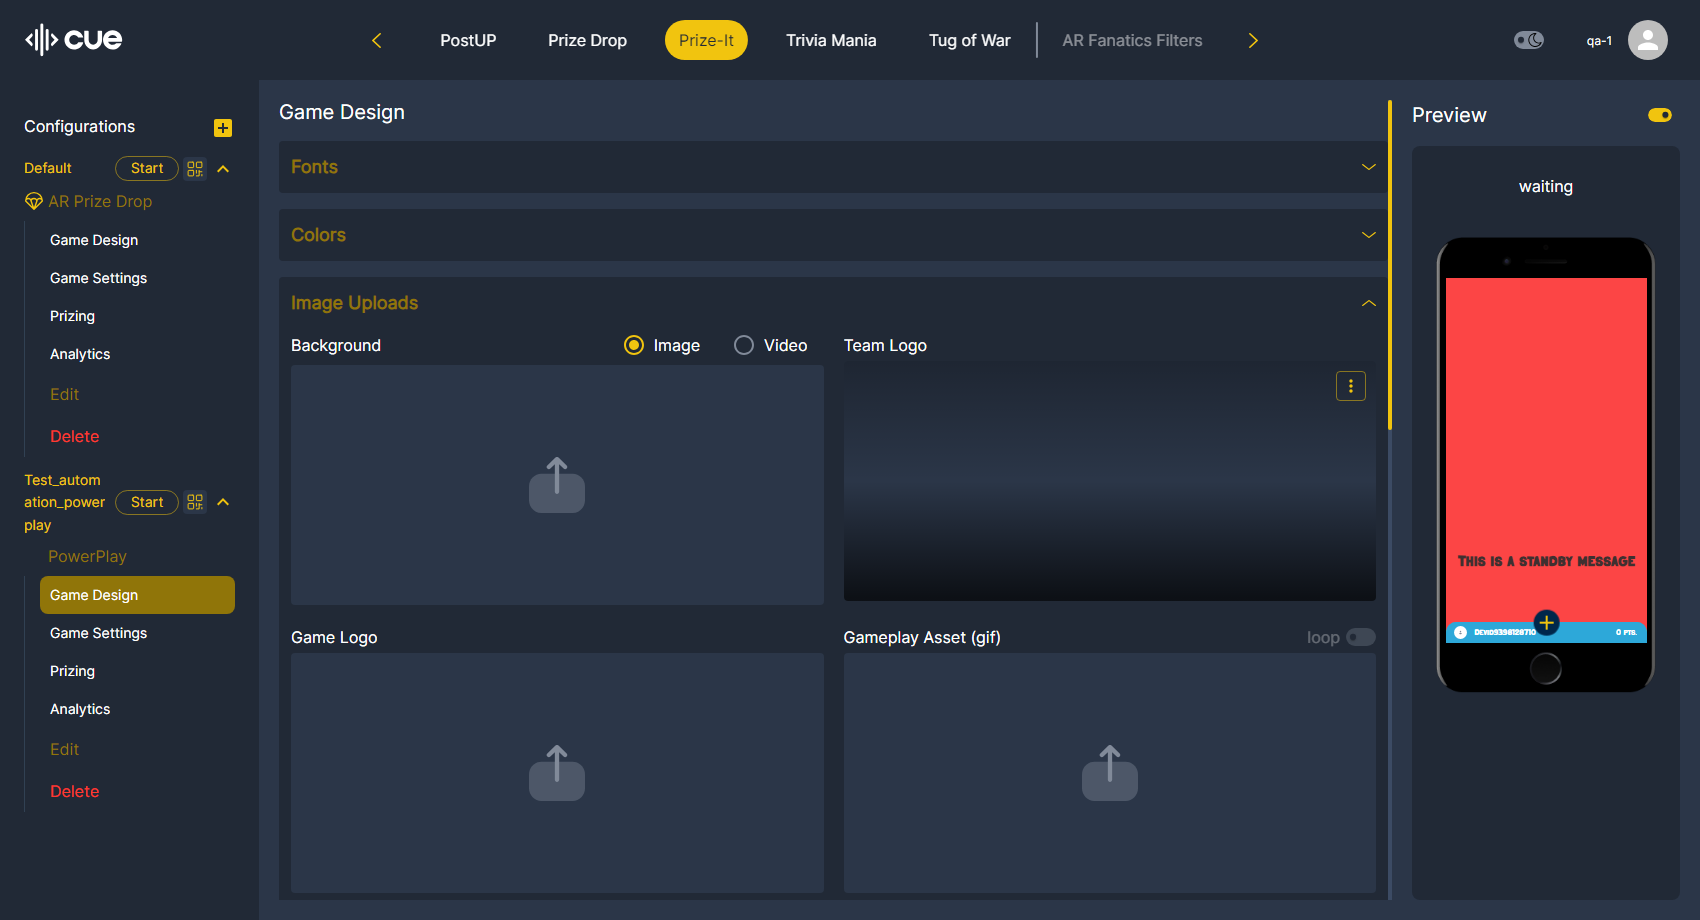 cue
PostUP
Prize Drop
Prize-It
Trivia Mania
Tug of War
AR Fanatics Filters
qa-1
Configurations
Default
Start
AR Prize Drop
Game Design
Game Settings
Prizing
Analytics
Edit
Delete
Test_autom
ation_power
play
Start
PowerPlay
Game Design
Game Settings
Prizing
Analytics
Edit
Delete
Game Design
Fonts
Colors
Image Uploads
Background
Image
Video
Team Logo
Game Logo
Gameplay Asset (gif)
loop
Preview
waiting
This is a standby message
0 pts.